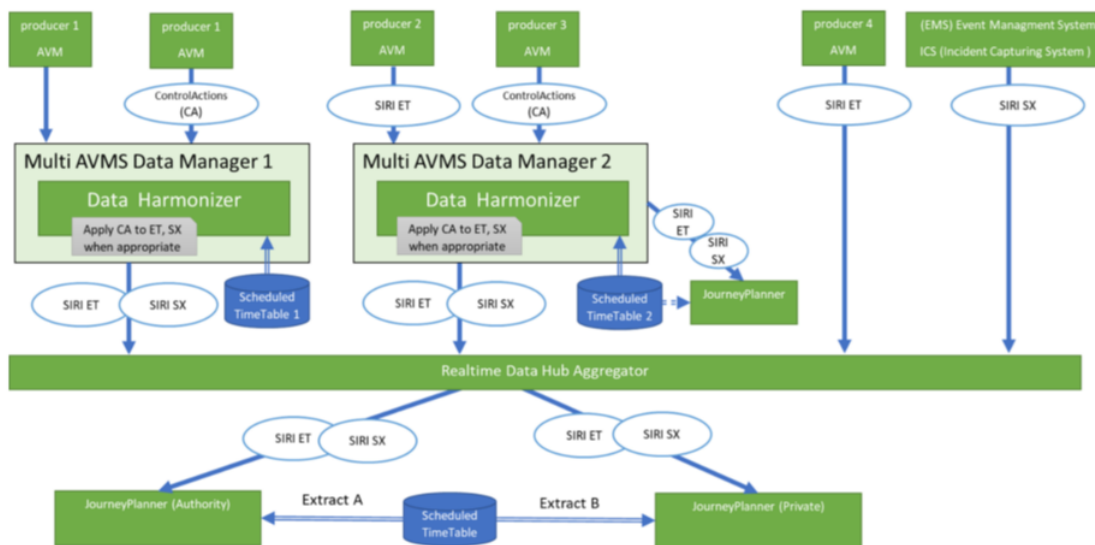 producer 1
AVM
producer 1
AVM
producer 2
AVM
producer 3
AVM
producer 4
AVM
(EMS) Event Managment System
ICS (Incident Capturing System )
ControlActions
(CA)
SIRI ET
ControlActions
(CA)
SIRI ET
SIRI SX
Multi AVMS Data Manager 1
Data Harmonizer
Apply CA to ET, SX
when appropriate
Multi AVMS Data Manager 2
Data Harmonizer
Apply CA to ET, SX
when appropriate
SIRI
ET
SIRI
SX
SIRI ET
SIRI SX
Scheduled
TimeTable 1
SIRI ET
SIRI SX
Scheduled
TimeTable 2
JourneyPlanner
Realtime Data Hub Aggregator
SIRI ET
SIRI SX
SIRI ET
SIRI SX
JourneyPlanner (Authority)
Extract A
Scheduled
TimeTable
Extract B
JourneyPlanner (Private)